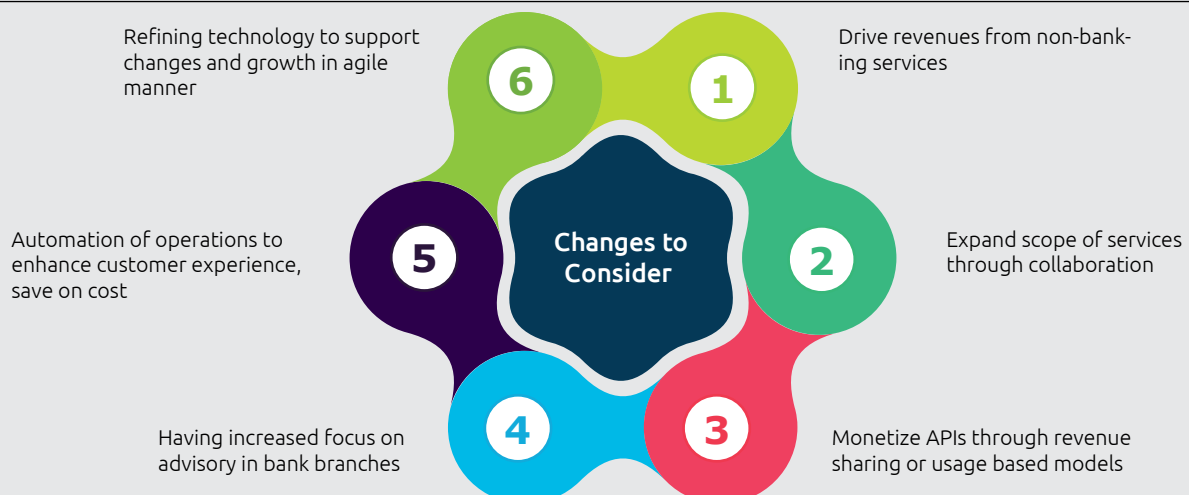 1
Drive revenues from non-bank-
ing services
2
Expand scope of services
through collaboration
3
Monetize APIs through revenue
sharing or usage based models
4
Having increased focus on
advisory in bank branches
5
Automation of operations to
enhance customer experience,
save on cost
6
Refining technology to support
changes and growth in agile
manner
Changes to
Consider